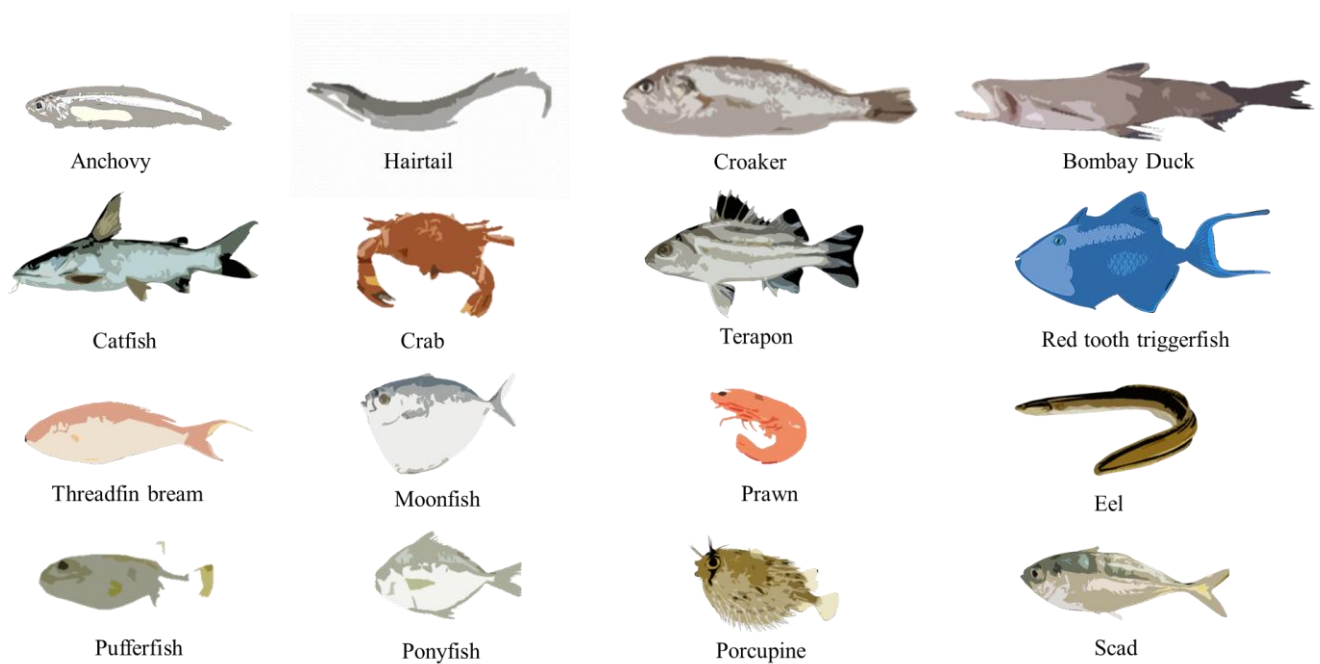 Anchovy
Hairtail
Croaker
Bombay Duck
Catfish
Crab
Terapon
Red tooth triggerfish
Threadfin bream
Moonfish
Prawn
Eel
Pufferfish
Ponyfish
Porcupine
Scad